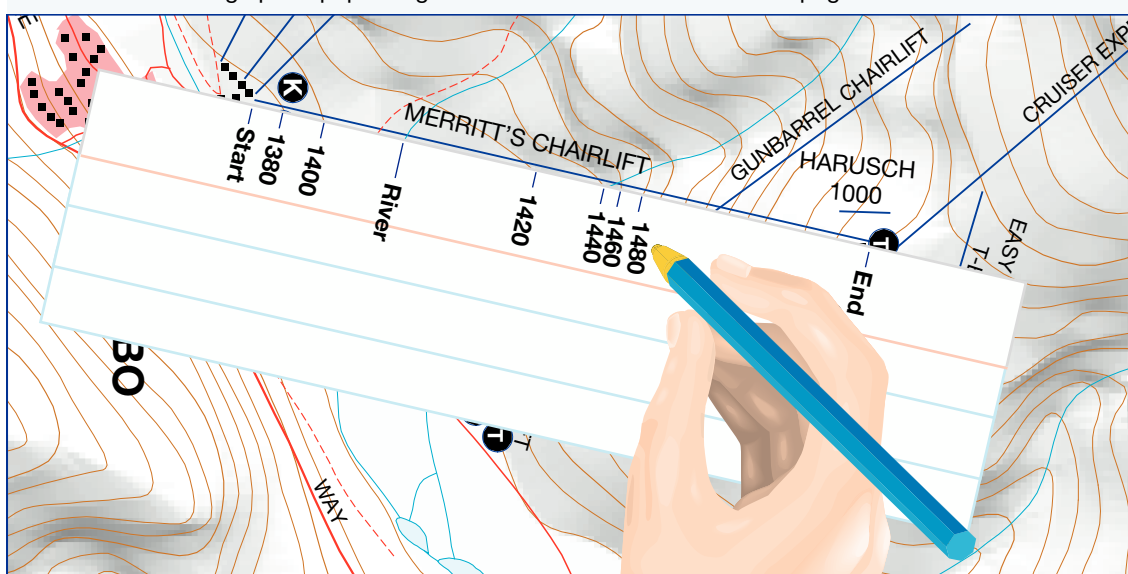 E
K
MERRITT'S CHAIRLIFT
GUNBARREL CHAIRLIFT
CRUISER EXP
HARUSCH
1000
T
EASY
Start
1380
1400
River
1420
1440
1460
1480
End
BO
T
WAY